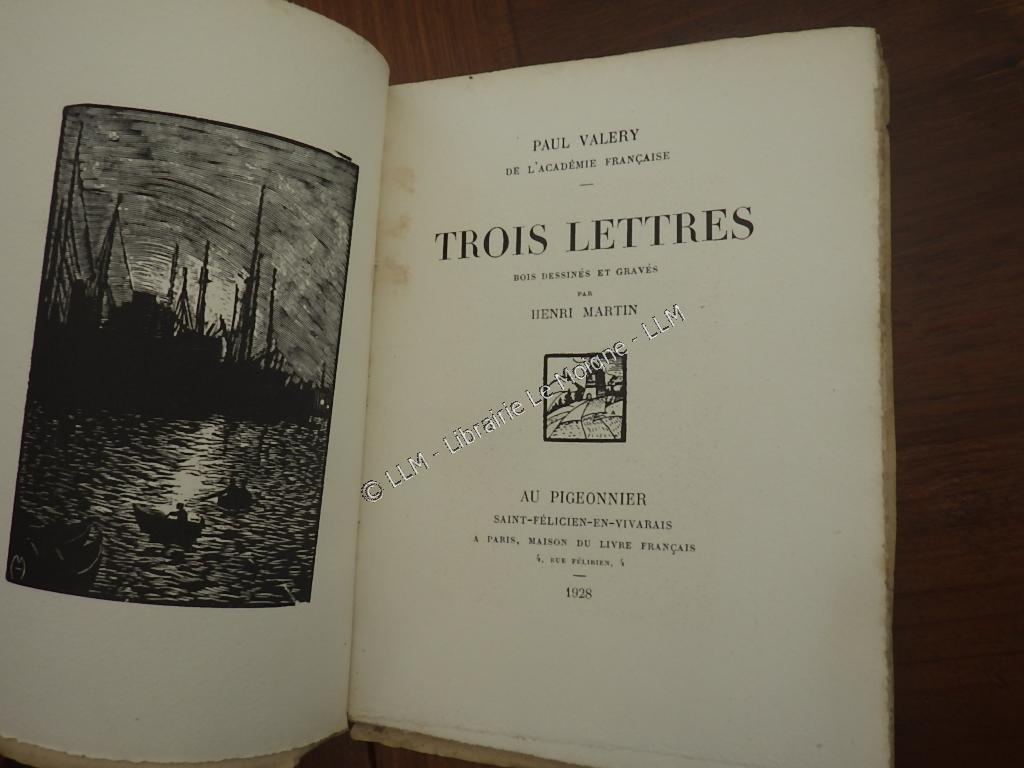 PAUL VALERY
DE L'ACADÉMIE FRANÇAISE
TROIS LETTRES
BOIS DESSINÉS ET GRAVÉS
PAR
HENRI MARTIN
© LLM - Librairie Le Moigne - LLM
AU PIGEONNIER
SAINT-FÉLICIEN-EN-VIVARAIS
A PARIS, MAISON DU LIVRE FRANÇAIS
4, RUE FÉLIBIEN, 4
1928